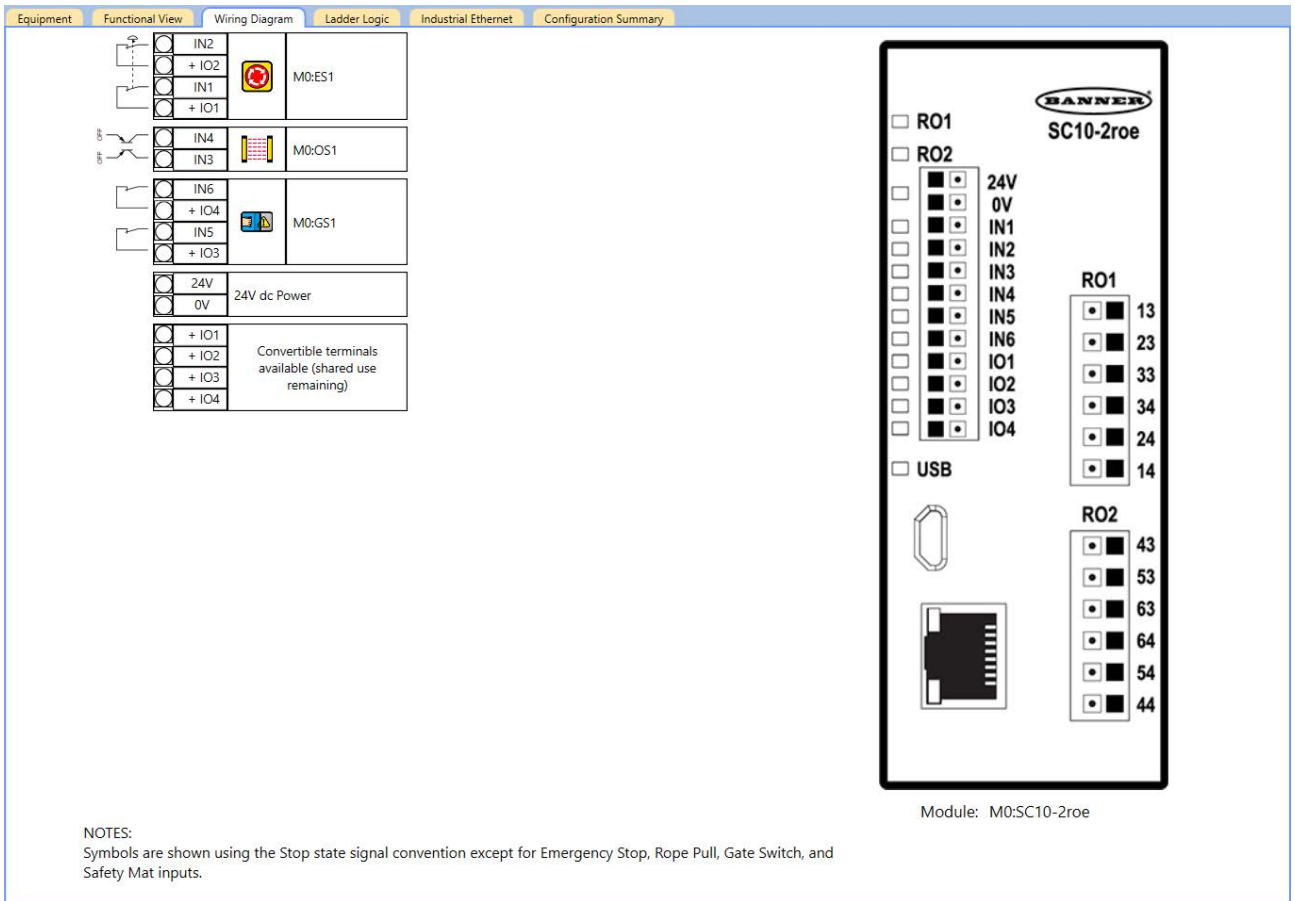 Equipment
Functional View
Wiring Diagram
Ladder Logic
Industrial Ethernet
Configuration Summary
IN2
+ IO2
IN1
+ IO1
M0:ES1
OFF
OFF
IN4
IN3
M0:OS1
IN6
+ IO4
IN5
+ IO3
M0:GS1
24V
0V
24V dc Power
+ IO1
+ IO2
+ IO3
+ IO4
Convertible terminals
available (shared use
remaining)
BANNER
SC10-2roe
RO1
RO2
24V
0V
IN1
IN2
IN3
IN4
IN5
IN6
IO1
IO2
IO3
IO4
USB
RO1
13
23
33
34
24
14
RO2
43
53
63
64
54
44
Module: M0:SC10-2roe
NOTES:
Symbols are shown using the Stop state signal convention except for Emergency Stop, Rope Pull, Gate Switch, and
Safety Mat inputs.